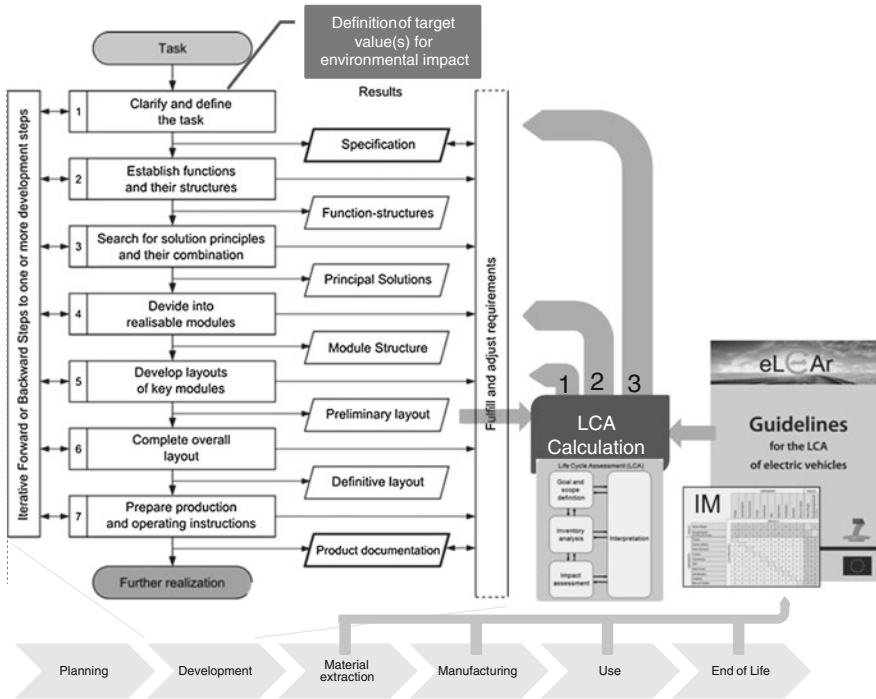 Definition of target
value(s) for
environmental impact
Task
Results
1
Clarify and define
the task
Specification
2
Establish functions
and their structures
Function-structures
3
Search for solution principles
and their combination
Principal Solutions
4
Devide into
realisable modules
Module Structure
5
Develop layouts
of key modules
Preliminary layout
6
Complete overall
layout
Definitive layout
7
Prepare production
and operating instructions
Product documentation
Further realization
Iterative Forward or Backward Steps to one or more development steps
Fulfill and adjust requirements
1
2
3
LCA
Calculation
Life Cycle Assessment (LCA)
Goal and
scope
definition
Inventory
analysis
Impact
assessment
Interpretation
eLCAr
Guidelines
for the LCA
of electric vehicles
IM
Planning
Development
Material
extraction
Manufacturing
Use
End of Life